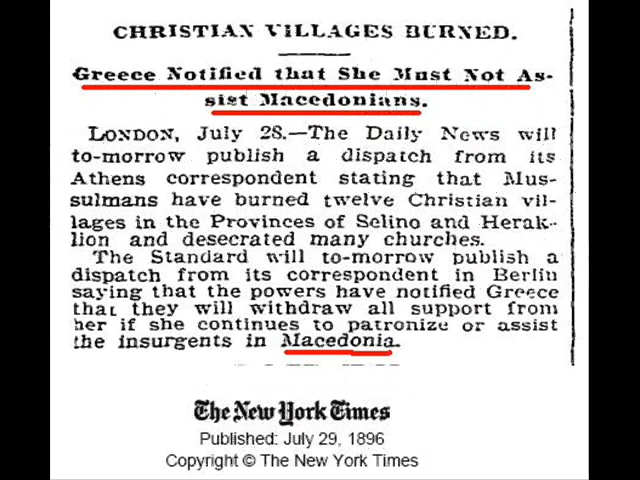 CHRISTIAN VILLAGES BURNED.
Greece Notified that She Must Not As-
sist Macedonians.
LONDON, July 28.—The Daily News will
to-morrow publish a dispatch from its
Athens correspondent stating that Mus-
sulmans have burned twelve Christian vil-
lages in the Provinces of Selino and Herak-
lion and desecrated many churches.
The Standard will to-morrow publish a
dispatch from its correspondent in Berlin
saying that the powers have notified Greece
that they will withdraw all support from
her if she continues to patronize or assist
the insurgents in Macedonia.
The New York Times
Published: July 29, 1896
Copyright © The New York Times